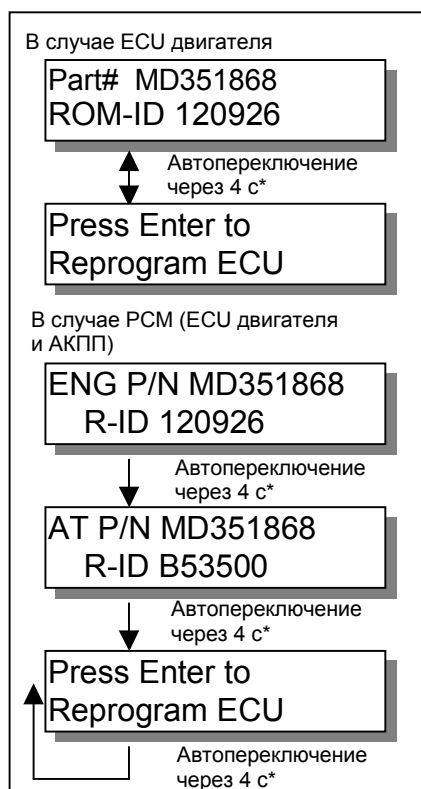 В случае ECU двигателя
Part# MD351868
ROM-ID 120926
Автопереключение
через 4 с*
Press Enter to
Reprogram ECU
В случае PCM (ECU двигателя
и АКПП)
ENG P/N MD351868
R-ID 120926
Автопереключение
через 4 с*
AT P/N MD351868
R-ID B53500
Автопереключение
через 4 с*
Press Enter to
Reprogram ECU
Автопереключение
через 4 с*